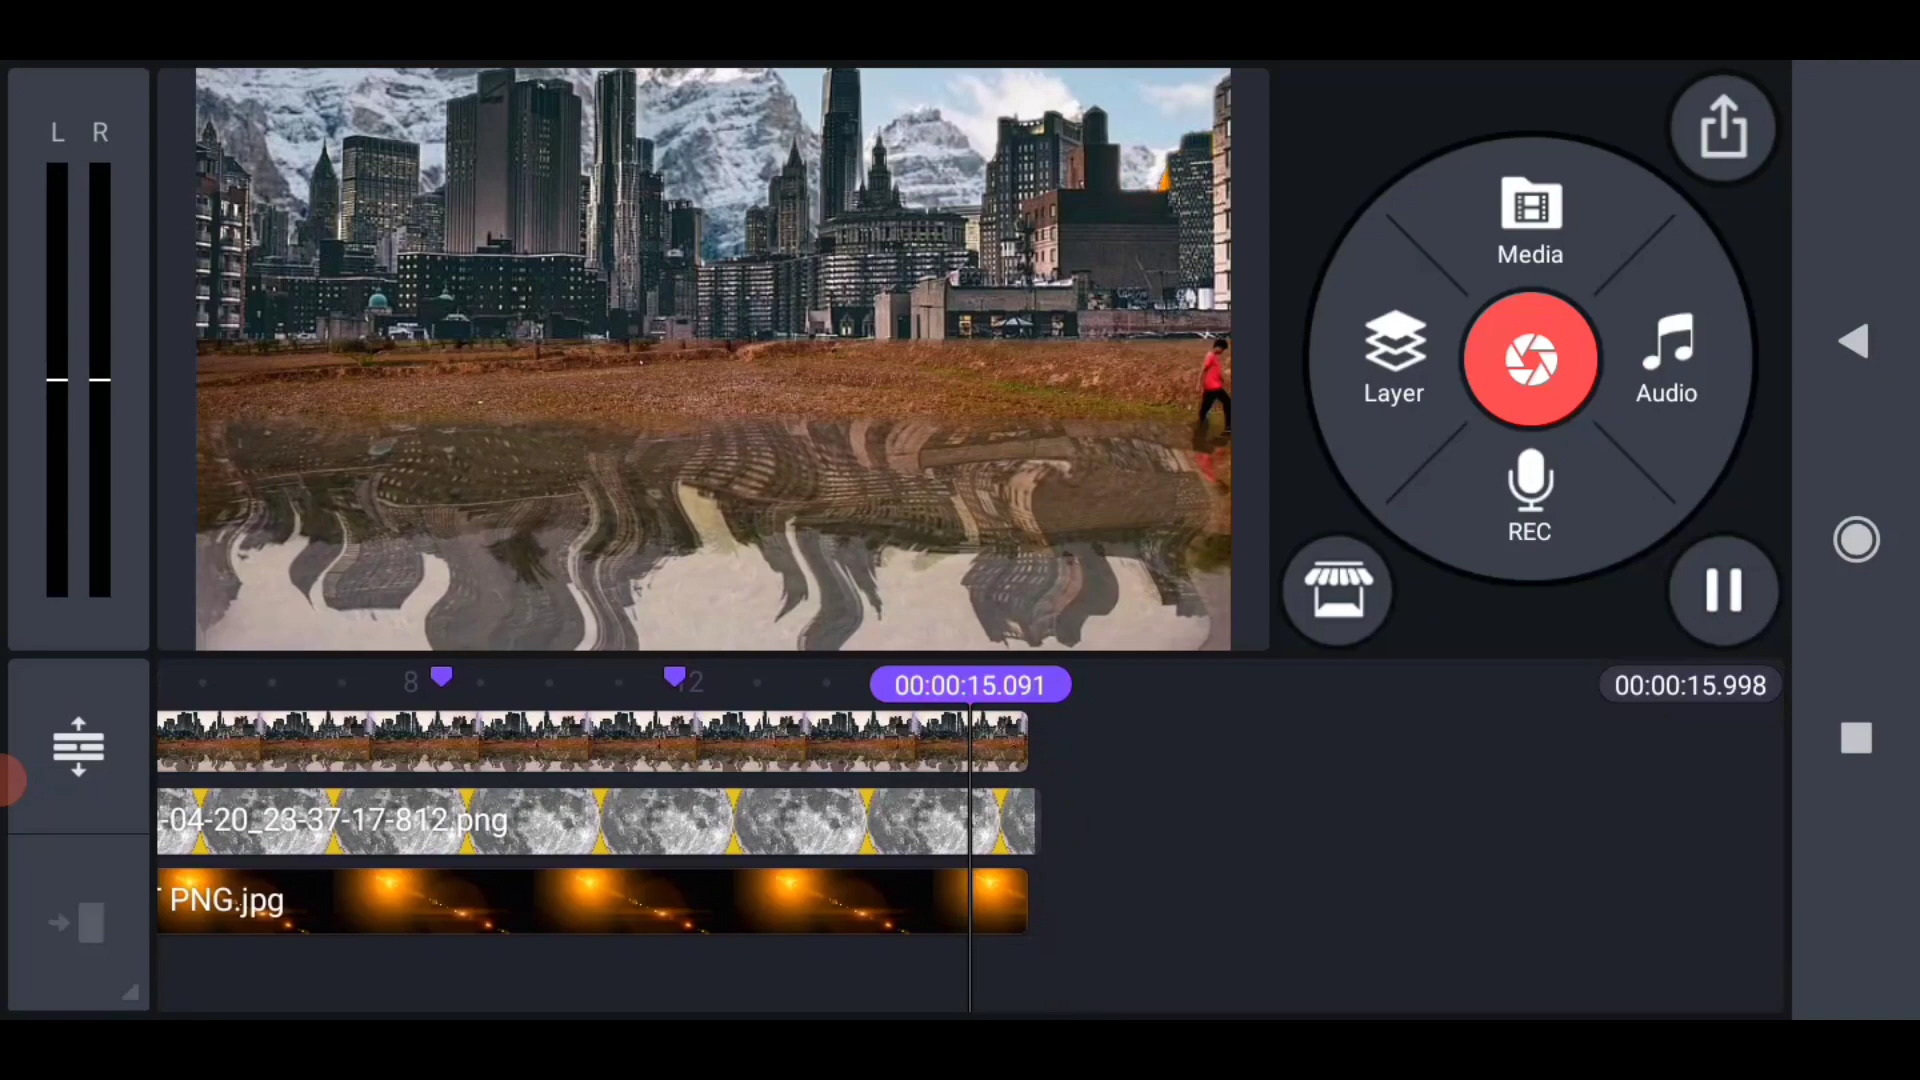 L R
Media
Layer
Audio
REC
8
12
00:00:15.091
00:00:15.998
-04-20_23-37-17-812.png
PNG.jpg